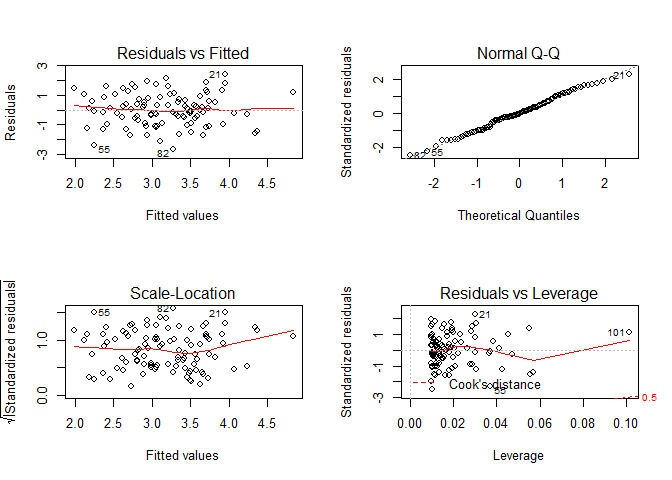 Residuals vs Fitted
Residuals
3
1
-1
-3
21
55
82
2.0 2.5 3.0 3.5 4.0 4.5
Fitted values
Normal Q-Q
Standardized residuals
2
0
-2
21
82
55
-2 -1 0 1 2
Theoretical Quantiles
Scale-Location
√|Standardized residuals|
1.0
0.0
55
82
21
2.0 2.5 3.0 3.5 4.0 4.5
Fitted values
Residuals vs Leverage
Standardized residuals
2
0
-2
21
101
55
Cook's distance
0.5
0.00 0.02 0.04 0.06 0.08 0.10
Leverage